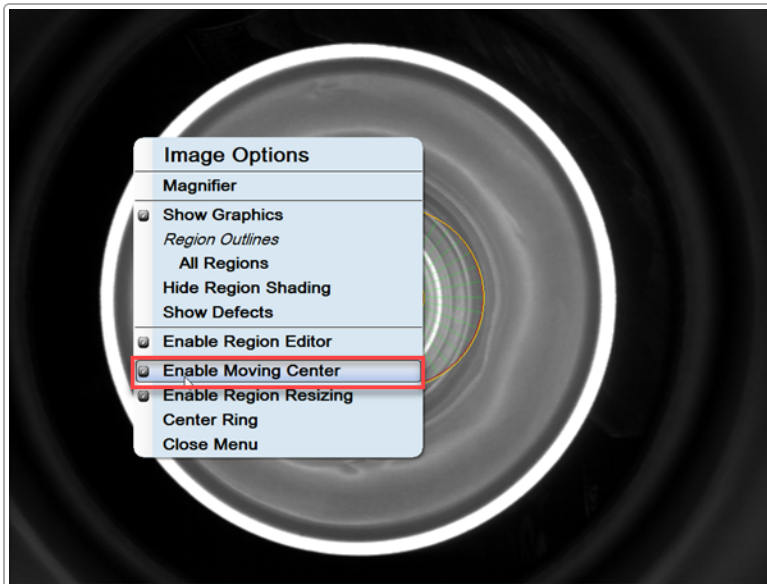 Image Options
Magnifier
Show Graphics
Region Outlines
All Regions
Hide Region Shading
Show Defects
Enable Region Editor
Enable Moving Center
Enable Region Resizing
Center Ring
Close Menu